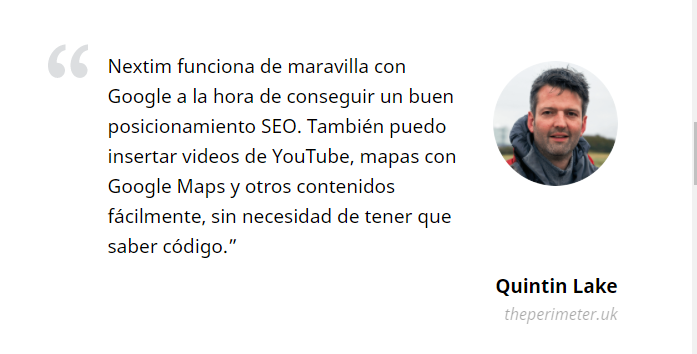 “
Nextim funciona de maravilla con
Google a la hora de conseguir un buen
posicionamiento SEO. También puedo
insertar videos de YouTube, mapas con
Google Maps y otros contenidos
fácilmente, sin necesidad de tener que
saber código.”
Quintin Lake
theperimeter.uk